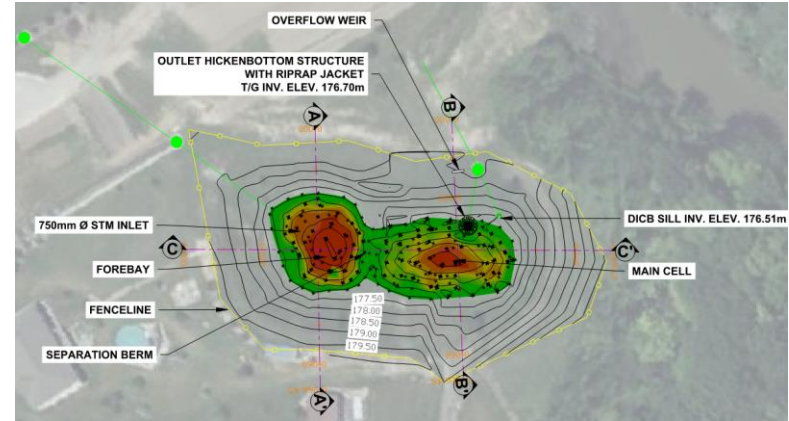 OVERFLOW WEIR
OUTLET HICKENBOTTOM STRUCTURE
WITH RIPRAP JACKET
T/G INV. ELEV. 176.70m
A
B
750mm Ø STM INLET
DICB SILL INV. ELEV. 176.51m
C
C'
FOREBAY
MAIN CELL
FENCELINE
177.50
178.00
178.50
179.00
179.50
SEPARATION BERM
A'
B'